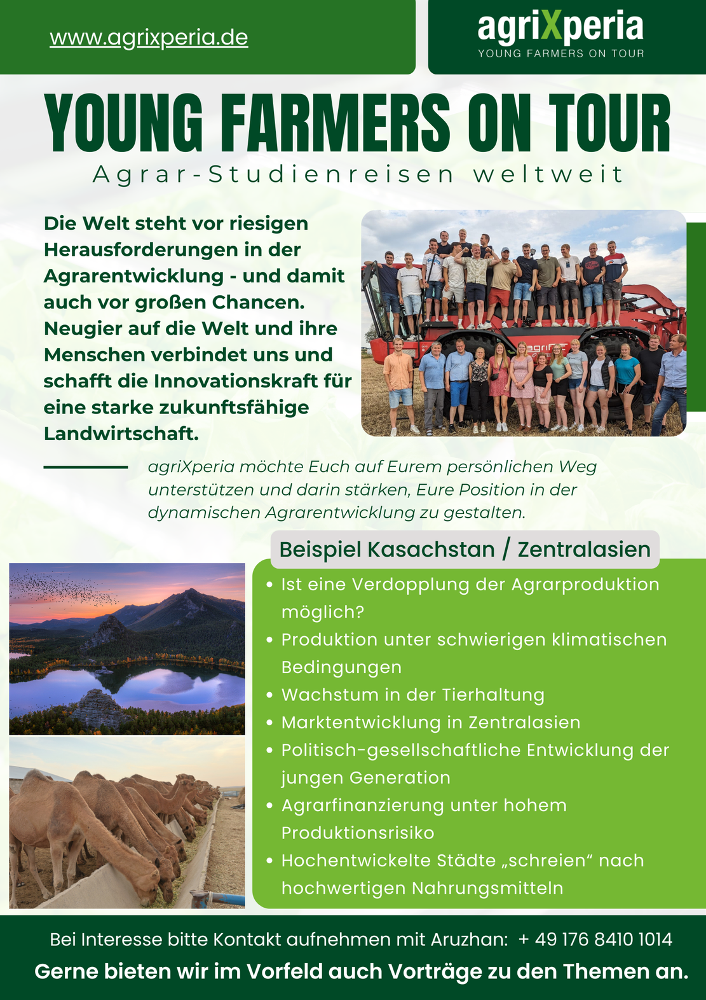 www.agrixperia.de
agriXperia
YOUNG FARMERS ON TOUR
YOUNG FARMERS ON TOUR
Agrar-Studienreisen weltweit
Die Welt steht vor riesigen
Herausforderungen in der
Agrarentwicklung - und damit
auch vor großen Chancen.
Neugier auf die Welt und ihre
Menschen verbindet uns und
schafft die Innovationskraft für
eine starke zukunftsfähige
Landwirtschaft.
agriXperia möchte Euch auf Eurem persönlichen Weg
unterstützen und darin stärken, Eure Position in der
dynamischen Agrarentwicklung zu gestalten.
Beispiel Kasachstan / Zentralasien
• Ist eine Verdopplung der Agrarproduktion
möglich?
• Produktion unter schwierigen klimatischen
Bedingungen
• Wachstum in der Tierhaltung
• Marktentwicklung in Zentralasien
• Politisch-gesellschaftliche Entwicklung der
jungen Generation
• Agrarfinanzierung unter hohem
Produktionsrisiko
• Hochentwickelte Städte „schreien“ nach
hochwertigen Nahrungsmitteln
Bei Interesse bitte Kontakt aufnehmen mit Aruzhan: + 49 176 8410 1014
Gerne bieten wir im Vorfeld auch Vorträge zu den Themen an.